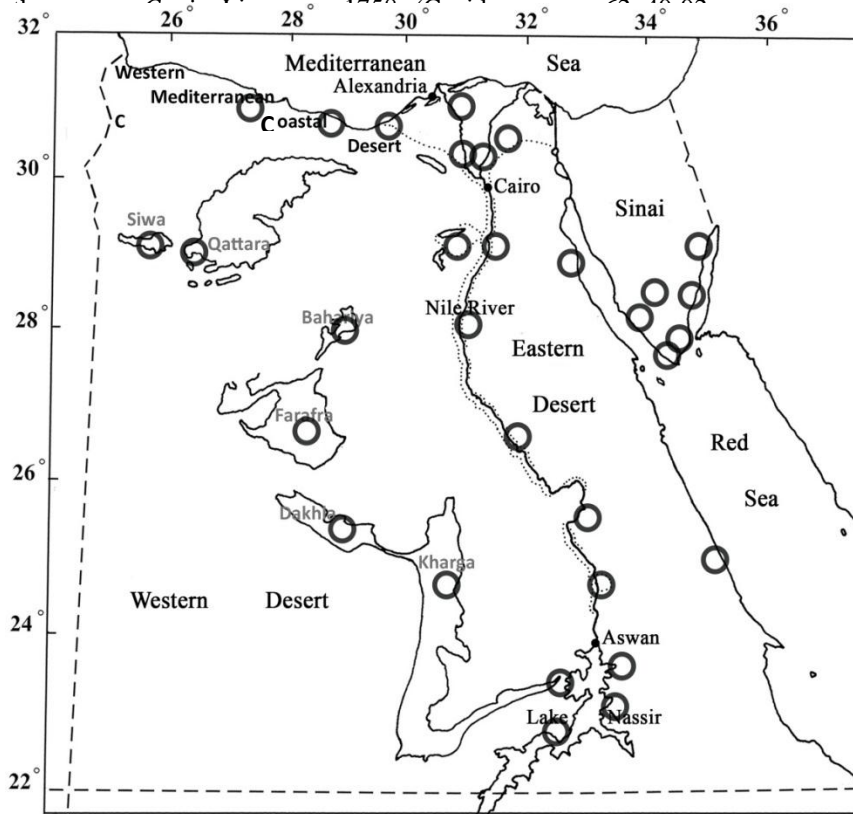 26° 28° 30° 32° 34° 36°
32°
Western Mediterranean Sea
Alexandria
Mediterranean
C
C oastal
Desert
30°
Cairo
Siwa
Sinai
Qattara
28°
Bahariya
Nile River
Eastern
Desert
Farafra
Red
26°
Sea
Dakhla
Kharga
Western Desert
24°
Aswan
Lake Nassir
22°